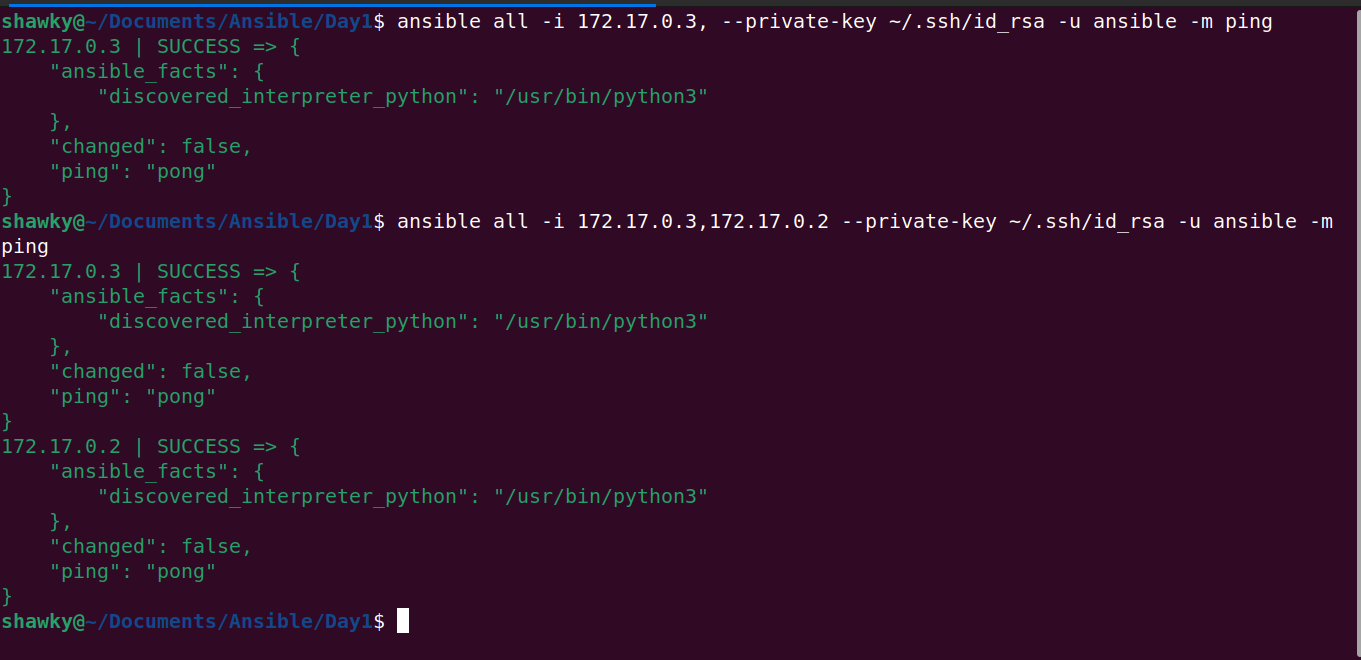 shawky@~/Documents/Ansible/Day1$ ansible all -i 172.17.0.3, --private-key ~/.ssh/id_rsa -u ansible -m ping
172.17.0.3 | SUCCESS => {
    "ansible_facts": {
        "discovered_interpreter_python": "/usr/bin/python3"
    },
    "changed": false,
    "ping": "pong"
}
shawky@~/Documents/Ansible/Day1$ ansible all -i 172.17.0.3,172.17.0.2 --private-key ~/.ssh/id_rsa -u ansible -m
ping
172.17.0.3 | SUCCESS => {
    "ansible_facts": {
        "discovered_interpreter_python": "/usr/bin/python3"
    },
    "changed": false,
    "ping": "pong"
}
172.17.0.2 | SUCCESS => {
    "ansible_facts": {
        "discovered_interpreter_python": "/usr/bin/python3"
    },
    "changed": false,
    "ping": "pong"
}
shawky@~/Documents/Ansible/Day1$